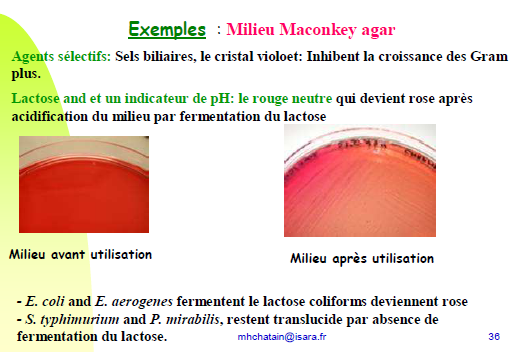 Exemples : Milieu Maconkey agar
Agents sélectifs: Sels biliaires, le cristal violoet: Inhibent la croissance des Gram
plus.
Lactose and et un indicateur de pH: le rouge neutre qui devient rose après
acidification du milieu par fermentation du lactose
Milieu avant utilisation
Milieu après utilisation
- E. coli and E. aerogenes fermentent le lactose coliforms deviennent rose
- S. typhimurium and P. mirabilis, restent translucide par absence de
fermentation du lactose.
mhchatain@isara.fr
36